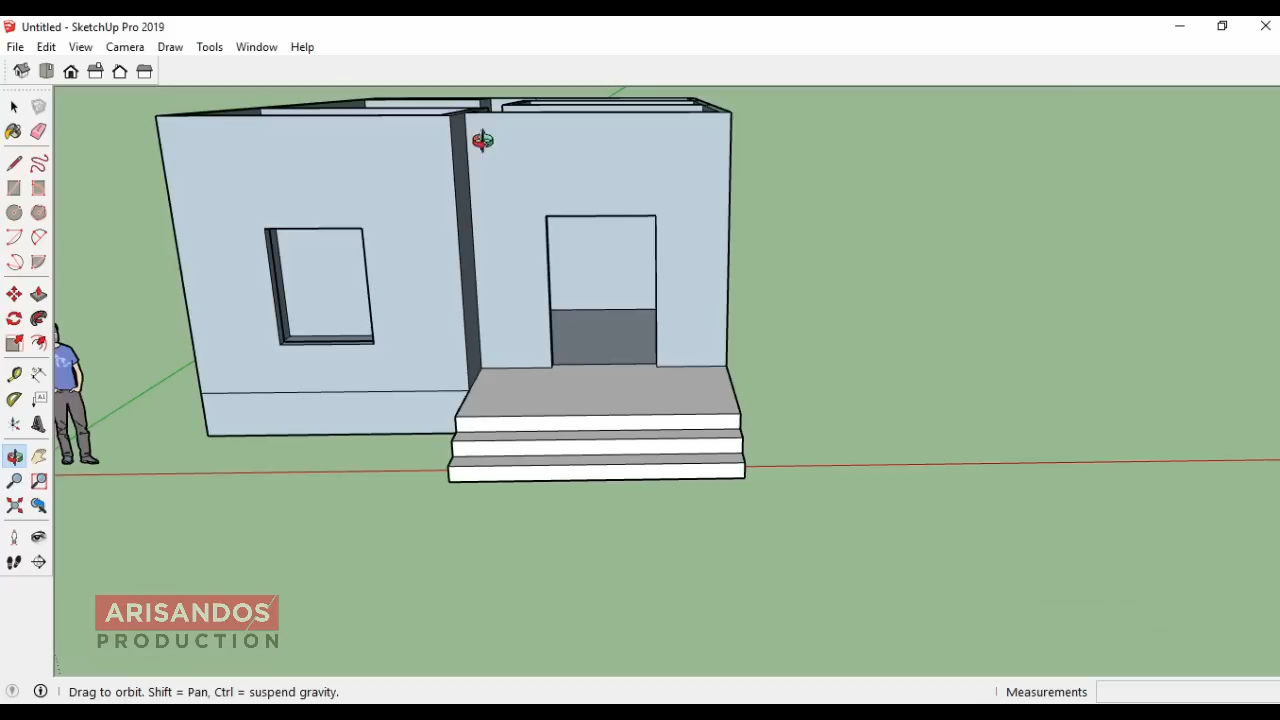 Untitled - SketchUp Pro 2019
File Edit View Camera Draw Tools Window Help
A1
ARISANDOS
PRODUCTION
Drag to orbit. Shift = Pan, Ctrl = suspend gravity.
Measurements